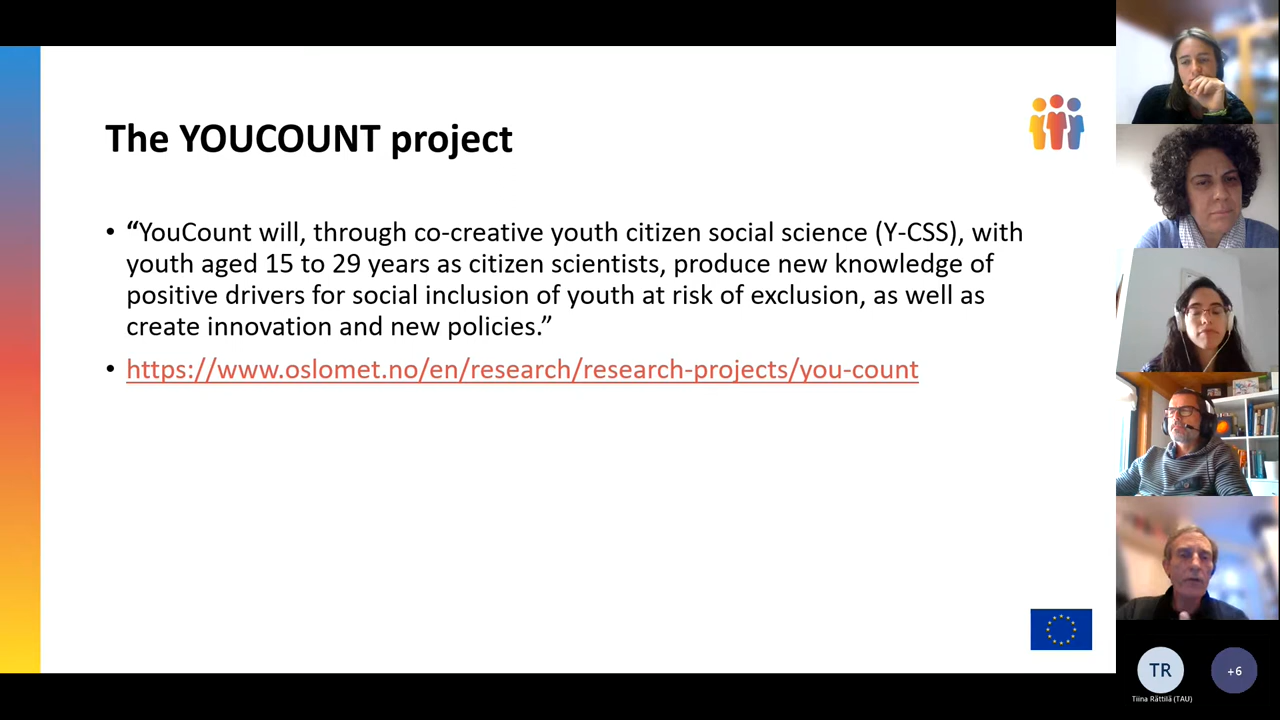 The YOUCOUNT project
• “YouCount will, through co-creative youth citizen social science (Y-CSS), with
youth aged 15 to 29 years as citizen scientists, produce new knowledge of
positive drivers for social inclusion of youth at risk of exclusion, as well as
create innovation and new policies.”
• https://www.oslomet.no/en/research/research-projects/you-count
TR
+6
Tiina Rättilä (TAU)